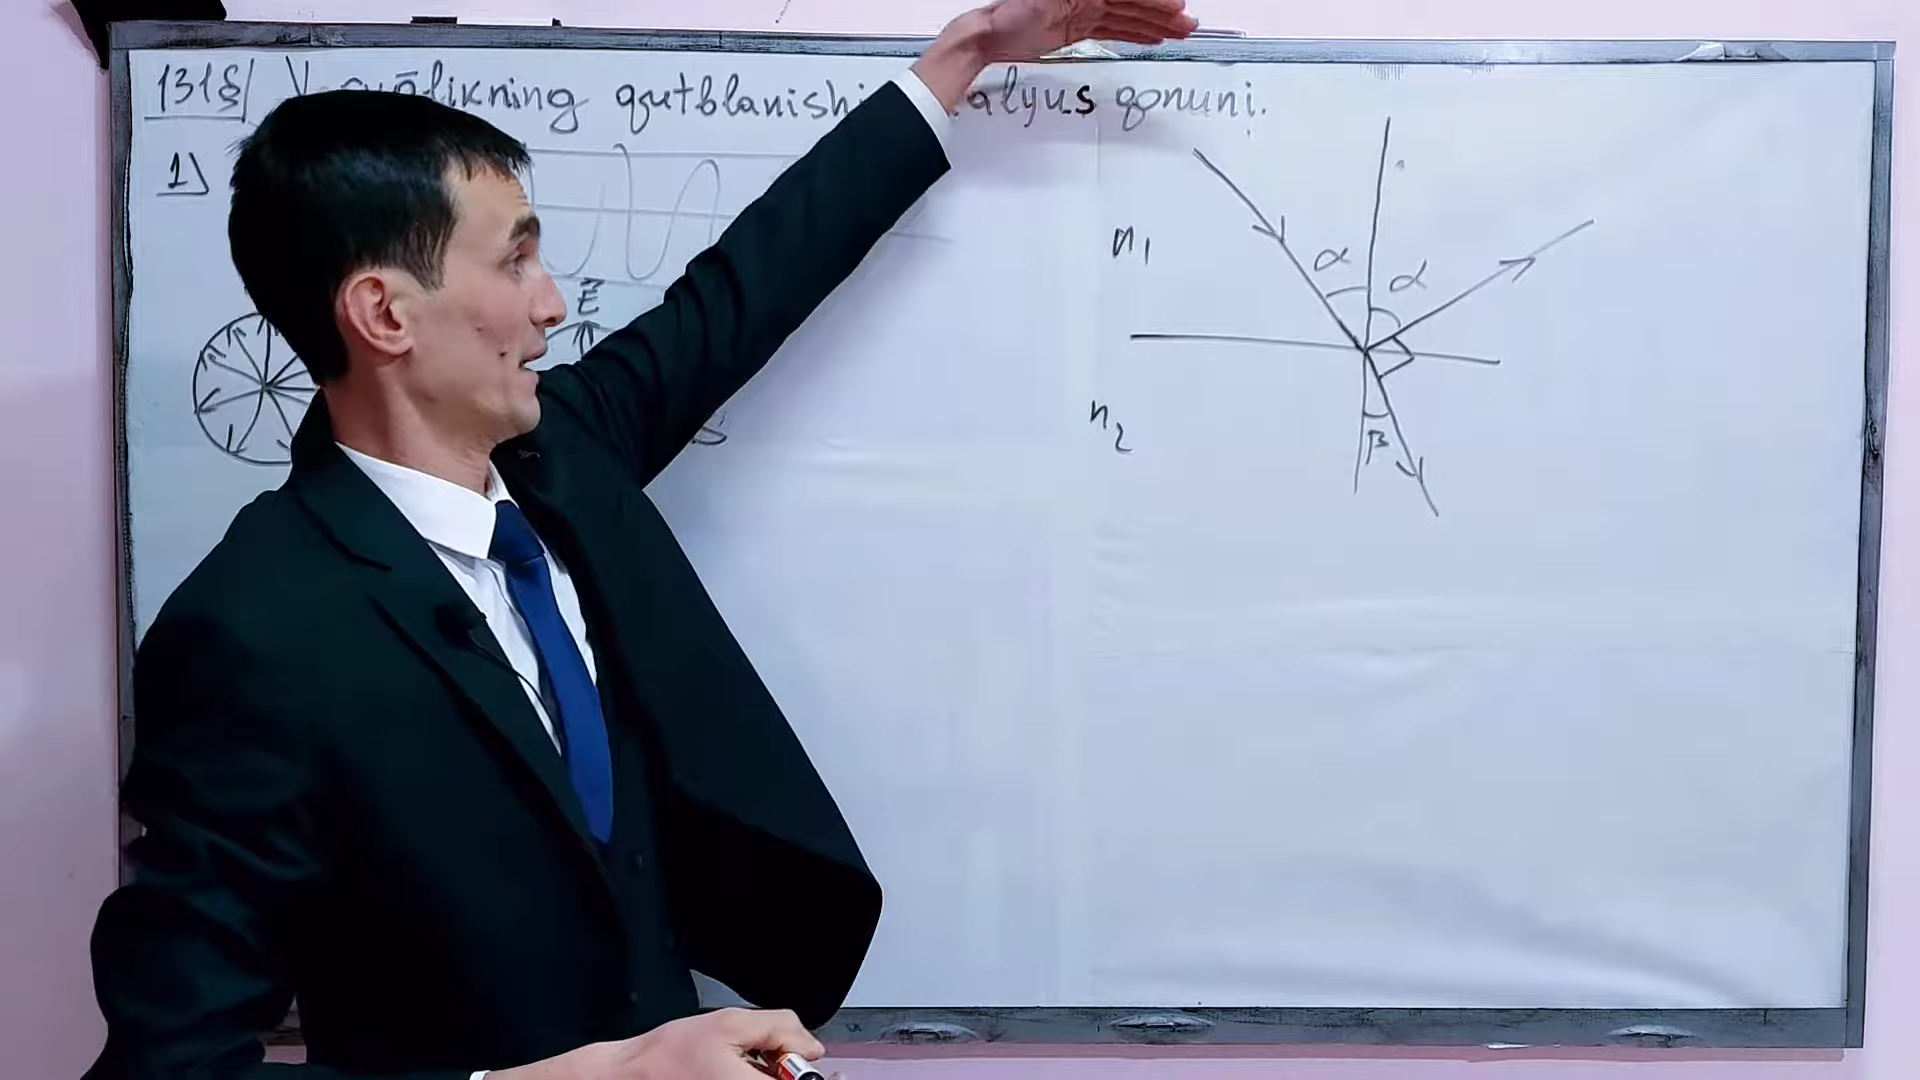 131§/ qutblanishi. alyus qonuni.
1)
E
n1
α
α
n2
β